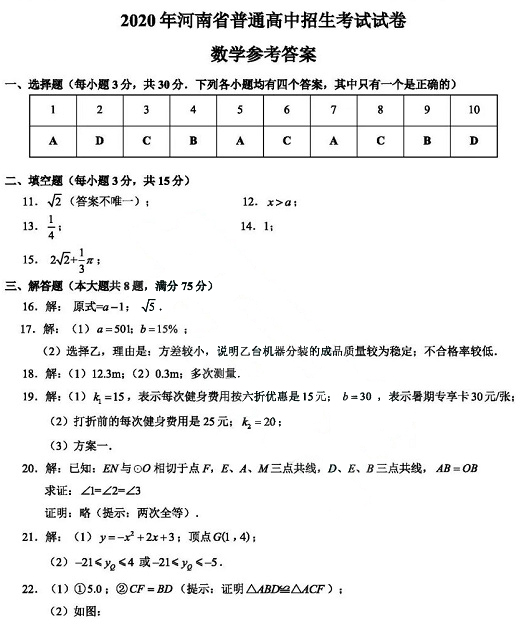 2020年河南省普通高中招生考试试卷
数学参考答案
一、选择题（每小题3分，共30分．下列各小题均有四个答案，其中只有一个是正确的）
1 2 3 4 5 6 7 8 9 10
A D C B A C A C B D
二、填空题（每小题3分，共15分）
11．√2（答案不唯一）； 12．x>a；
13．1/4； 14．1；
15．2√2+1/3π；
三、解答题（本大题共8题，满分75分）
16．解：原式=a−1；√5．
17．解：（1）a=501；b=15%；
（2）选择乙，理由是：方差较小，说明乙台机器分装的成品质量较为稳定；不合格率较低．
18．解：（1）12.3m；（2）0.3m；多次测量．
19．解：（1）k₁=15，表示每次健身费用按六折优惠是15元；b=30，表示暑期专享卡30元/张；
（2）打折前的每次健身费用是25元；k₂=20；
（3）方案一．
20．解：已知：EN与⊙O相切于点F，E、A、M三点共线，D、E、B三点共线，AB=OB
求证：∠1=∠2=∠3
证明：略（提示：两次全等）．
21．解：（1）y=−x²+2x+3；顶点G(1,4)；
（2）−21≤y_Q≤4或−21≤y_Q≤−5．
22．（1）①5.0；②CF=BD（提示：证明△ABD≌△ACF）；
（2）如图：